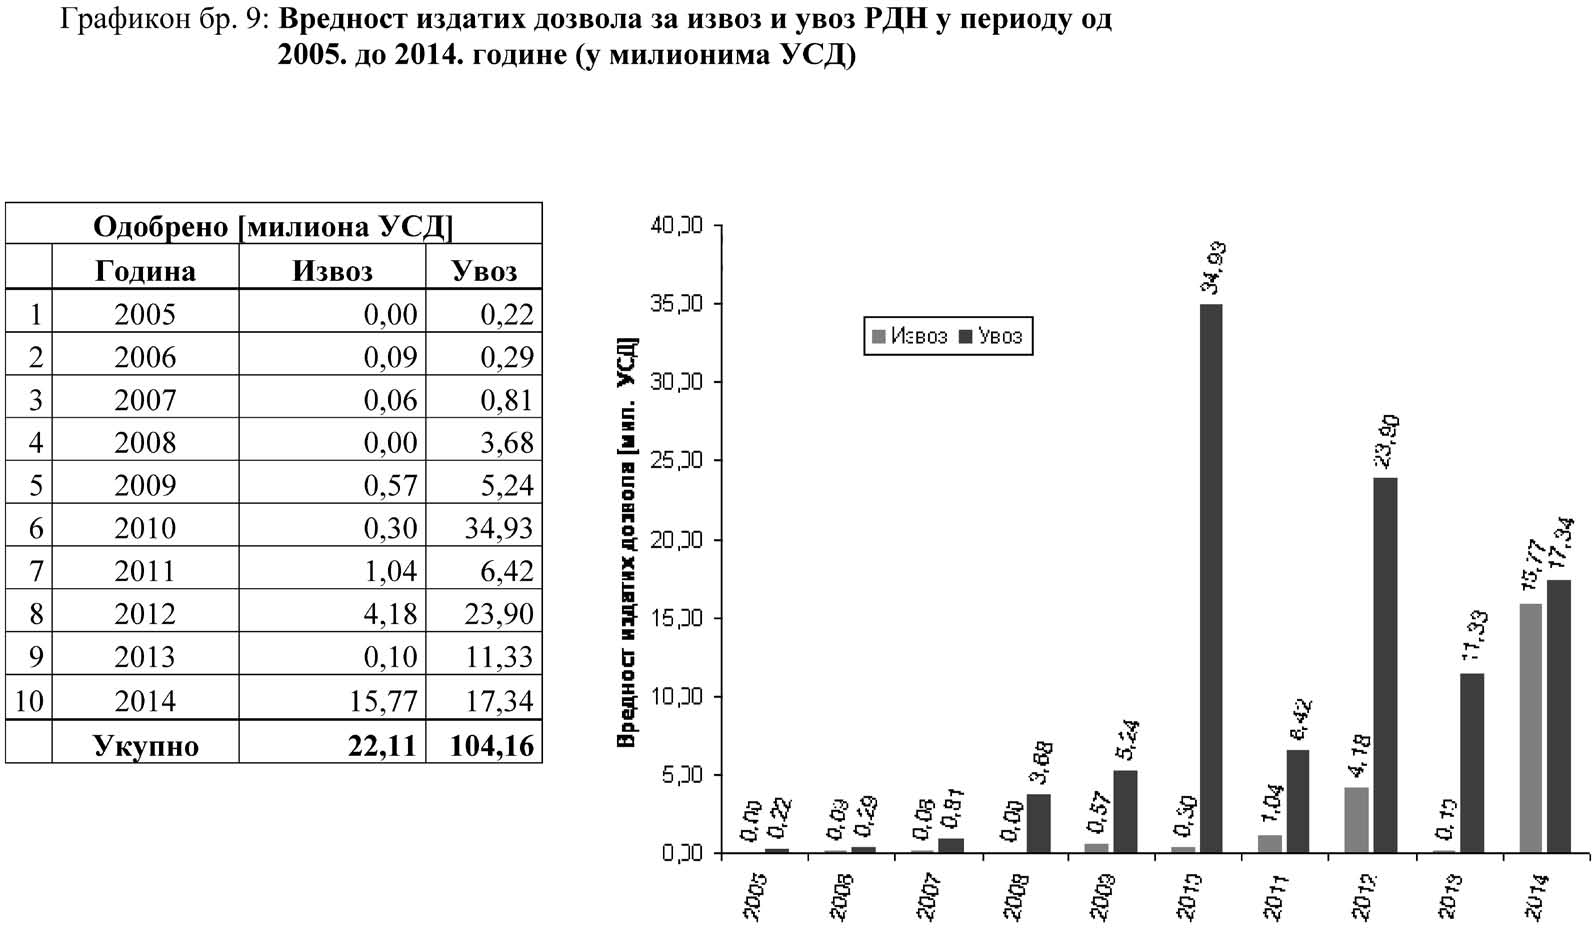 Графикон бр. 9: Вредност издатих дозвола за извоз и увоз РДН у периоду од
2005. до 2014. године (у милионима УСД)
Одобрено [милиона УСД]
Година Извоз Увоз
1 2005 0,00 0,22
2 2006 0,09 0,29
3 2007 0,06 0,81
4 2008 0,00 3,68
5 2009 0,57 5,24
6 2010 0,30 34,93
7 2011 1,04 6,42
8 2012 4,18 23,90
9 2013 0,10 11,33
10 2014 15,77 17,34
Укупно 22,11 104,16
Вредност издатих дозвола [мил. УСД]
40,00
35,00
30,00
25,00
20,00
15,00
10,00
5,00
0,00
Извоз Увоз
0,00 0,22
0,09 0,29
0,06 0,81
0,00 3,68
0,57 5,24
0,30 34,93
1,04 6,42
4,18 23,90
0,10 11,33
15,77 17,34
2005 2006 2007 2008 2009 2010 2011 2012 2013 2014